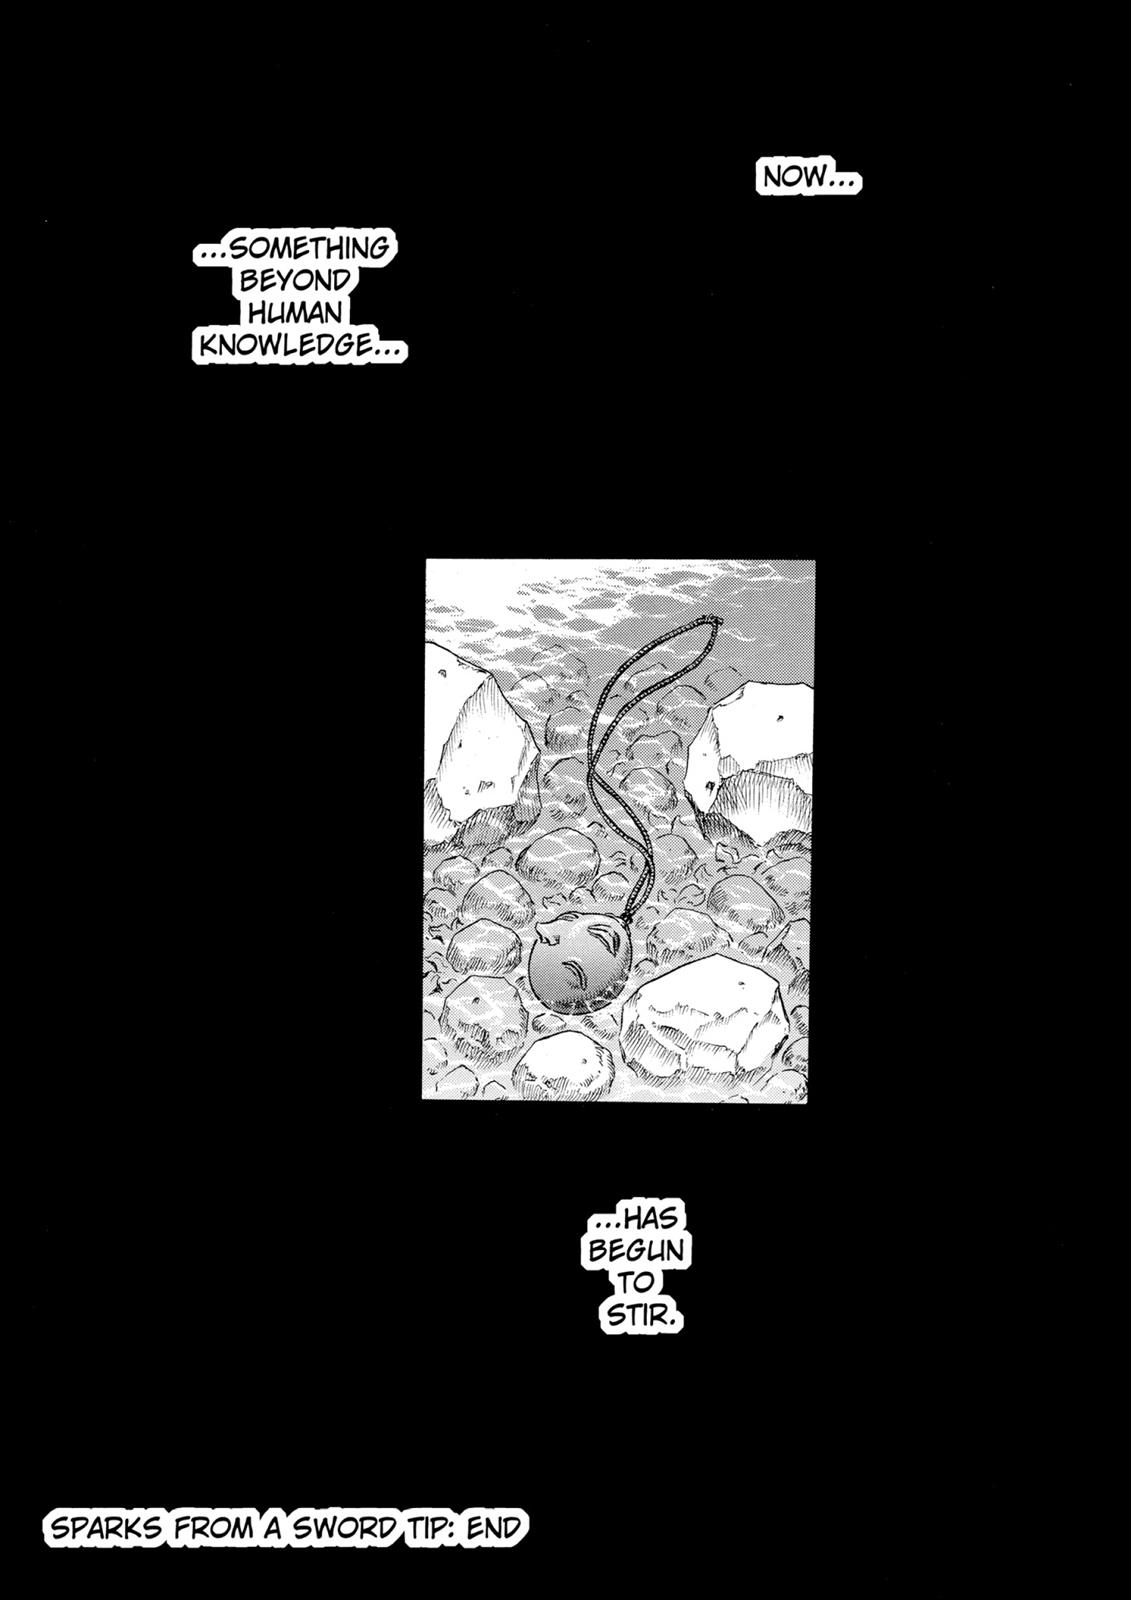 NOW...
...SOMETHING
BEYOND
HUMAN
KNOWLEDGE...
...HAS
BEGUN
TO
STIR.
SPARKS FROM A SWORD TIP: END